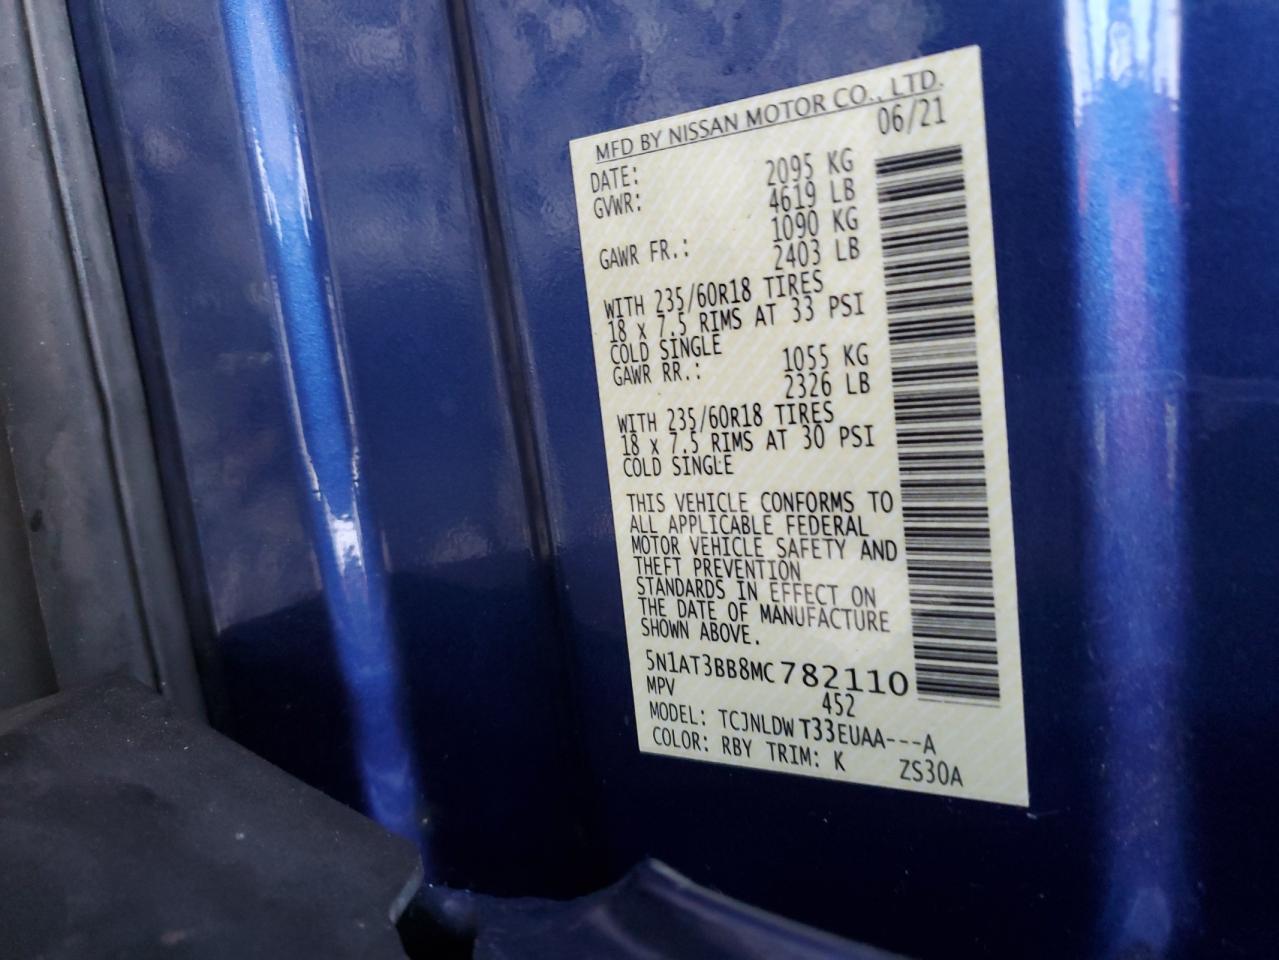 MFD BY NISSAN MOTOR CO., LTD.
DATE: 06/21
GVWR: 2095 KG
4619 LB
GAWR FR.: 1090 KG
2403 LB
WITH 235/60R18 TIRES
18 x 7.5 RIMS AT 33 PSI
COLD SINGLE
GAWR RR.: 1055 KG
2326 LB
WITH 235/60R18 TIRES
18 x 7.5 RIMS AT 30 PSI
COLD SINGLE
THIS VEHICLE CONFORMS TO
ALL APPLICABLE FEDERAL
MOTOR VEHICLE SAFETY AND
THEFT PREVENTION
STANDARDS IN EFFECT ON
THE DATE OF MANUFACTURE
SHOWN ABOVE.
5N1AT3BB8MC782110
MPV 452
MODEL: TCJNLDW T33EUAA---A
COLOR: RBY TRIM: K ZS30A